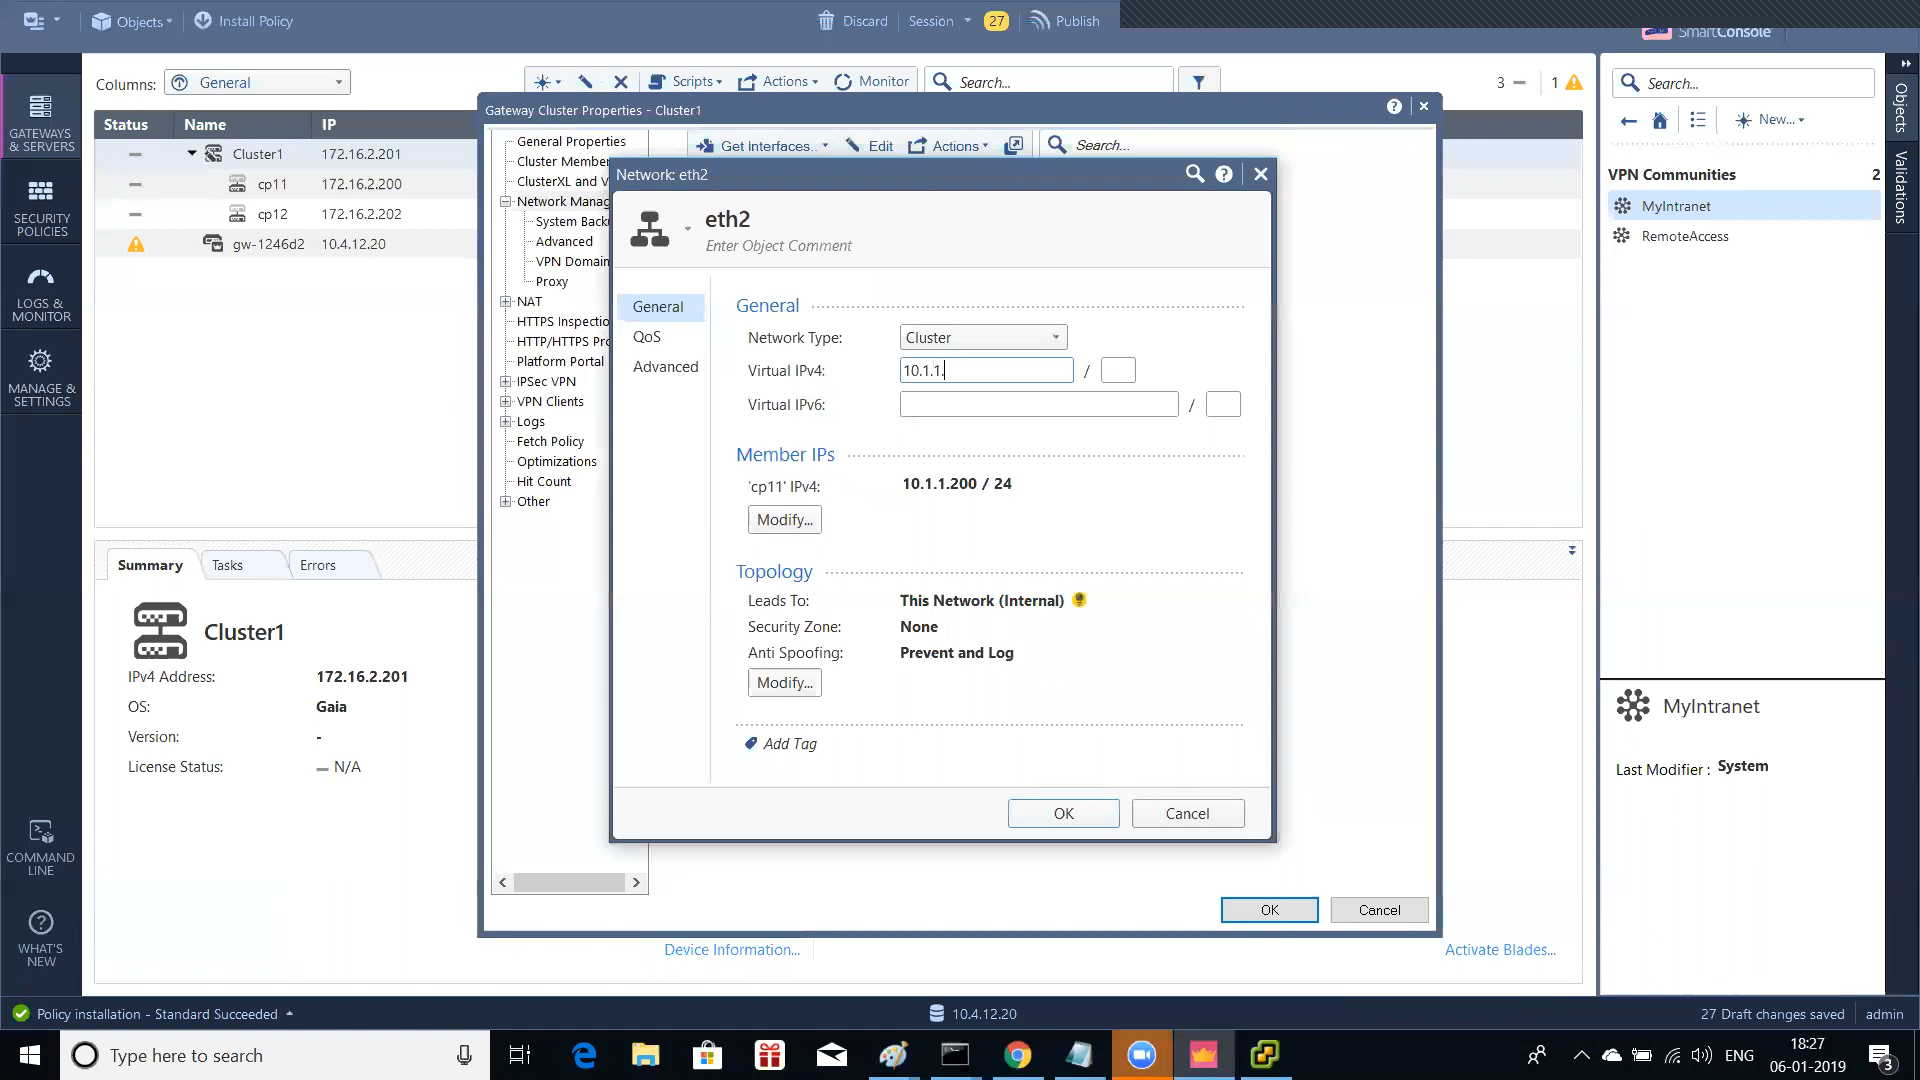 Objects
Install Policy
Discard
Session
27
Publish
SmartConsole
Columns:
General
Scripts
Actions
Monitor
Search...
3
1
Search...
New...
Objects
Validations
GATEWAYS
& SERVERS
SECURITY
POLICIES
LOGS &
MONITOR
MANAGE &
SETTINGS
COMMAND
LINE
WHAT'S
NEW
Status
Name
IP
Cluster1
172.16.2.201
cp11
172.16.2.200
cp12
172.16.2.202
gw-1246d2
10.4.12.20
Gateway Cluster Properties - Cluster1
General Properties
Cluster Member
ClusterXL and V
Network Manag
System Back
Advanced
VPN Domain
Proxy
NAT
HTTPS Inspectio
HTTP/HTTPS Pro
Platform Portal
IPSec VPN
VPN Clients
Logs
Fetch Policy
Optimizations
Hit Count
Other
Get Interfaces..
Edit
Actions
Search...
Network: eth2
eth2
Enter Object Comment
General
QoS
Advanced
General
Network Type:
Cluster
Virtual IPv4:
10.1.1.
/
Virtual IPv6:
/
Member IPs
'cp11' IPv4:
10.1.1.200 / 24
Modify...
Topology
Leads To:
This Network (Internal)
Security Zone:
None
Anti Spoofing:
Prevent and Log
Modify...
Add Tag
OK
Cancel
OK
Cancel
VPN Communities
2
MyIntranet
RemoteAccess
MyIntranet
Last Modifier :
System
Summary
Tasks
Errors
Cluster1
IPv4 Address:
172.16.2.201
OS:
Gaia
Version:
-
License Status:
N/A
Device Information...
Activate Blades...
Policy installation - Standard Succeeded
10.4.12.20
27 Draft changes saved
admin
Type here to search
ENG
18:27
06-01-2019
3